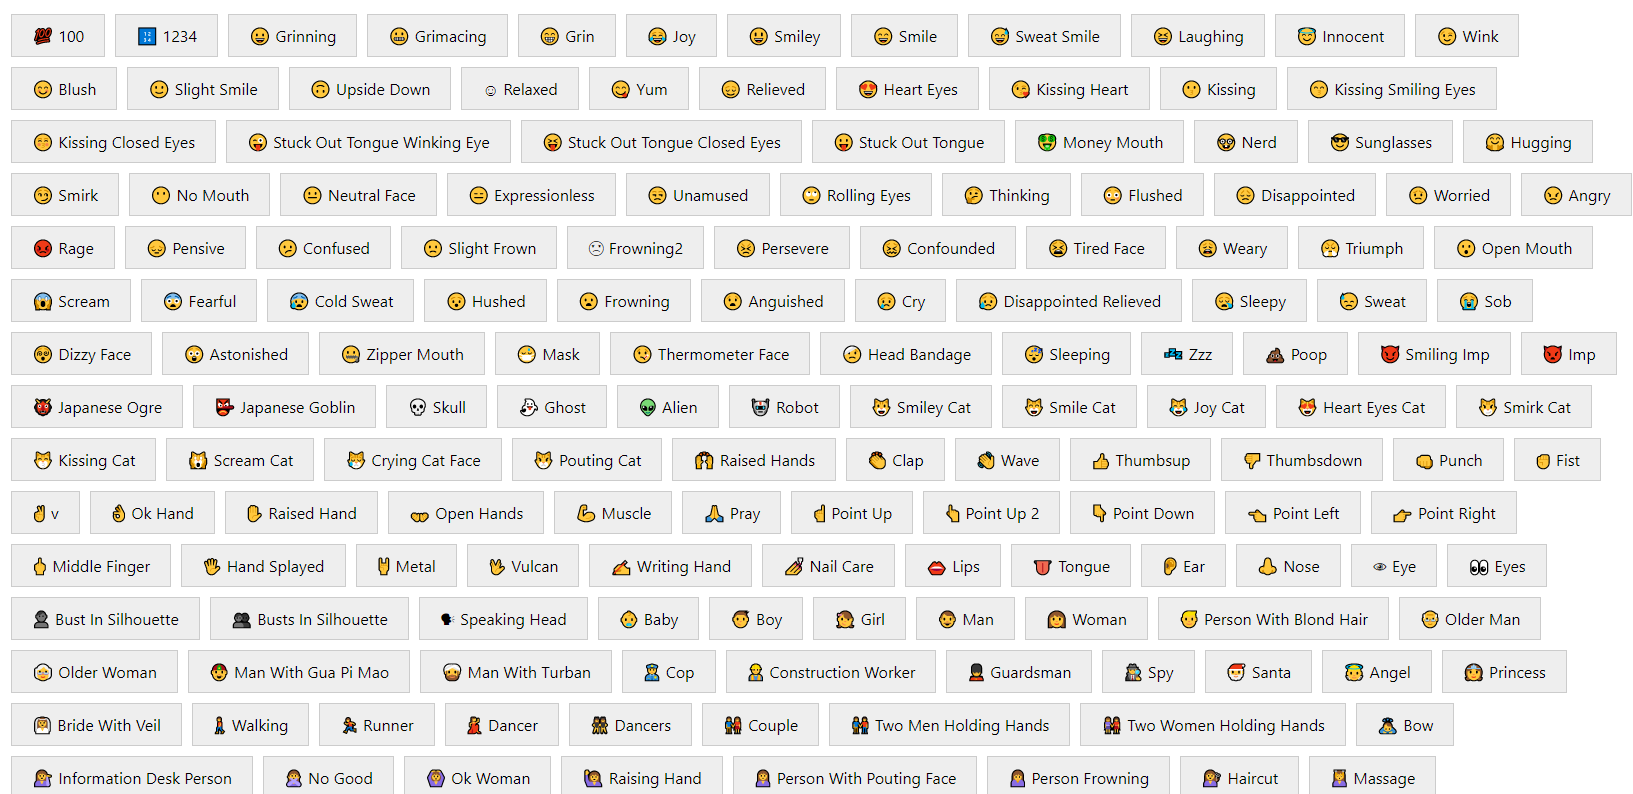 💯 100 🔢 1234 😀 Grinning 😬 Grimacing 😁 Grin 😂 Joy 😃 Smiley 😄 Smile 😅 Sweat Smile 😆 Laughing 😇 Innocent 😉 Wink
😊 Blush 🙂 Slight Smile 🙃 Upside Down ☺ Relaxed 😋 Yum 😌 Relieved 😍 Heart Eyes 😘 Kissing Heart 😗 Kissing 😙 Kissing Smiling Eyes
😚 Kissing Closed Eyes 😜 Stuck Out Tongue Winking Eye 😝 Stuck Out Tongue Closed Eyes 😛 Stuck Out Tongue 🤑 Money Mouth 🤓 Nerd 😎 Sunglasses 🤗 Hugging
😏 Smirk 😶 No Mouth 😐 Neutral Face 😑 Expressionless 😒 Unamused 🙄 Rolling Eyes 🤔 Thinking 😳 Flushed 😞 Disappointed 😟 Worried 😠 Angry
😡 Rage 😔 Pensive 😕 Confused 🙁 Slight Frown ☹ Frowning2 😣 Persevere 😖 Confounded 😫 Tired Face 😩 Weary 😤 Triumph 😮 Open Mouth
😱 Scream 😨 Fearful 😰 Cold Sweat 😯 Hushed 😦 Frowning 😧 Anguished 😢 Cry 😥 Disappointed Relieved 😪 Sleepy 😓 Sweat 😭 Sob
😵 Dizzy Face 😲 Astonished 🤐 Zipper Mouth 😷 Mask 🤒 Thermometer Face 🤕 Head Bandage 😴 Sleeping 💤 Zzz 💩 Poop 😈 Smiling Imp 👿 Imp
👹 Japanese Ogre 👺 Japanese Goblin 💀 Skull 👻 Ghost 👽 Alien 🤖 Robot 😺 Smiley Cat 😸 Smile Cat 😹 Joy Cat 😻 Heart Eyes Cat 😼 Smirk Cat
😽 Kissing Cat 🙀 Scream Cat 😿 Crying Cat Face 😾 Pouting Cat 🙌 Raised Hands 👏 Clap 👋 Wave 👍 Thumbsup 👎 Thumbsdown 👊 Punch ✊ Fist
✌ v 👌 Ok Hand ✋ Raised Hand 👐 Open Hands 💪 Muscle 🙏 Pray ☝ Point Up 👆 Point Up 2 👇 Point Down 👈 Point Left 👉 Point Right
🖕 Middle Finger 🖐 Hand Splayed 🤘 Metal 🖖 Vulcan ✍ Writing Hand 💅 Nail Care 👄 Lips 👅 Tongue 👂 Ear 👃 Nose 👁 Eye 👀 Eyes
👤 Bust In Silhouette 👥 Busts In Silhouette 🗣 Speaking Head 👶 Baby 👦 Boy 👧 Girl 👨 Man 👩 Woman 👱 Person With Blond Hair 👴 Older Man
👵 Older Woman 👲 Man With Gua Pi Mao 👳 Man With Turban 👮 Cop 👷 Construction Worker 💂 Guardsman 🕵 Spy 🎅 Santa 👼 Angel 👸 Princess
👰 Bride With Veil 🚶 Walking 🏃 Runner 💃 Dancer 👯 Dancers 👫 Couple 👬 Two Men Holding Hands 👭 Two Women Holding Hands 🙇 Bow
💁 Information Desk Person 🙅 No Good 🙆 Ok Woman 🙋 Raising Hand 🙎 Person With Pouting Face 🙍 Person Frowning 💇 Haircut 💆 Massage